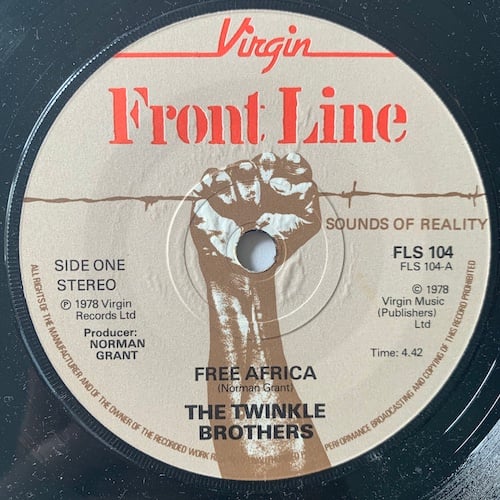 Virgin
Front Line
SOUNDS OF REALITY
SIDE ONE
STEREO
℗ 1978 Virgin
Records Ltd
Producer:
NORMAN
GRANT
FLS 104
FLS 104-A
© 1978
Virgin Music
(Publishers)
Ltd
Time: 4.42
FREE AFRICA
(Norman Grant)
THE TWINKLE
BROTHERS
ALL RIGHTS OF THE MANUFACTURER AND OF THE OWNER OF THE RECORDED WORK PERFORMANCE BROADCASTING AND COPYING OF THIS RECORD PROHIBITED